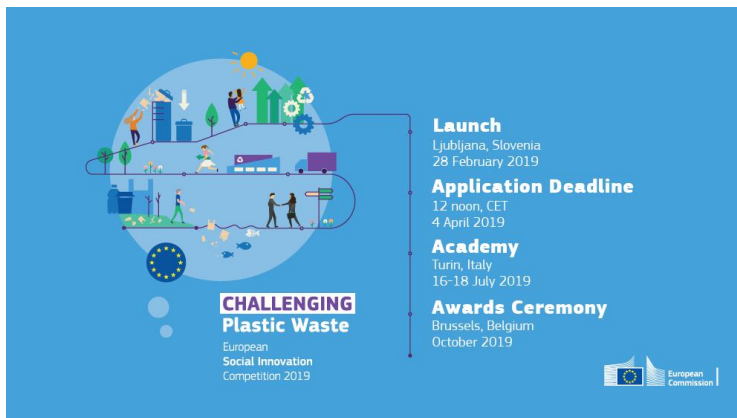 CHALLENGING
Plastic Waste
European
Social Innovation
Competition 2019
Launch
Ljubljana, Slovenia
28 February 2019
Application Deadline
12 noon, CET
4 April 2019
Academy
Turin, Italy
16-18 July 2019
Awards Ceremony
Brussels, Belgium
October 2019
European
Commission